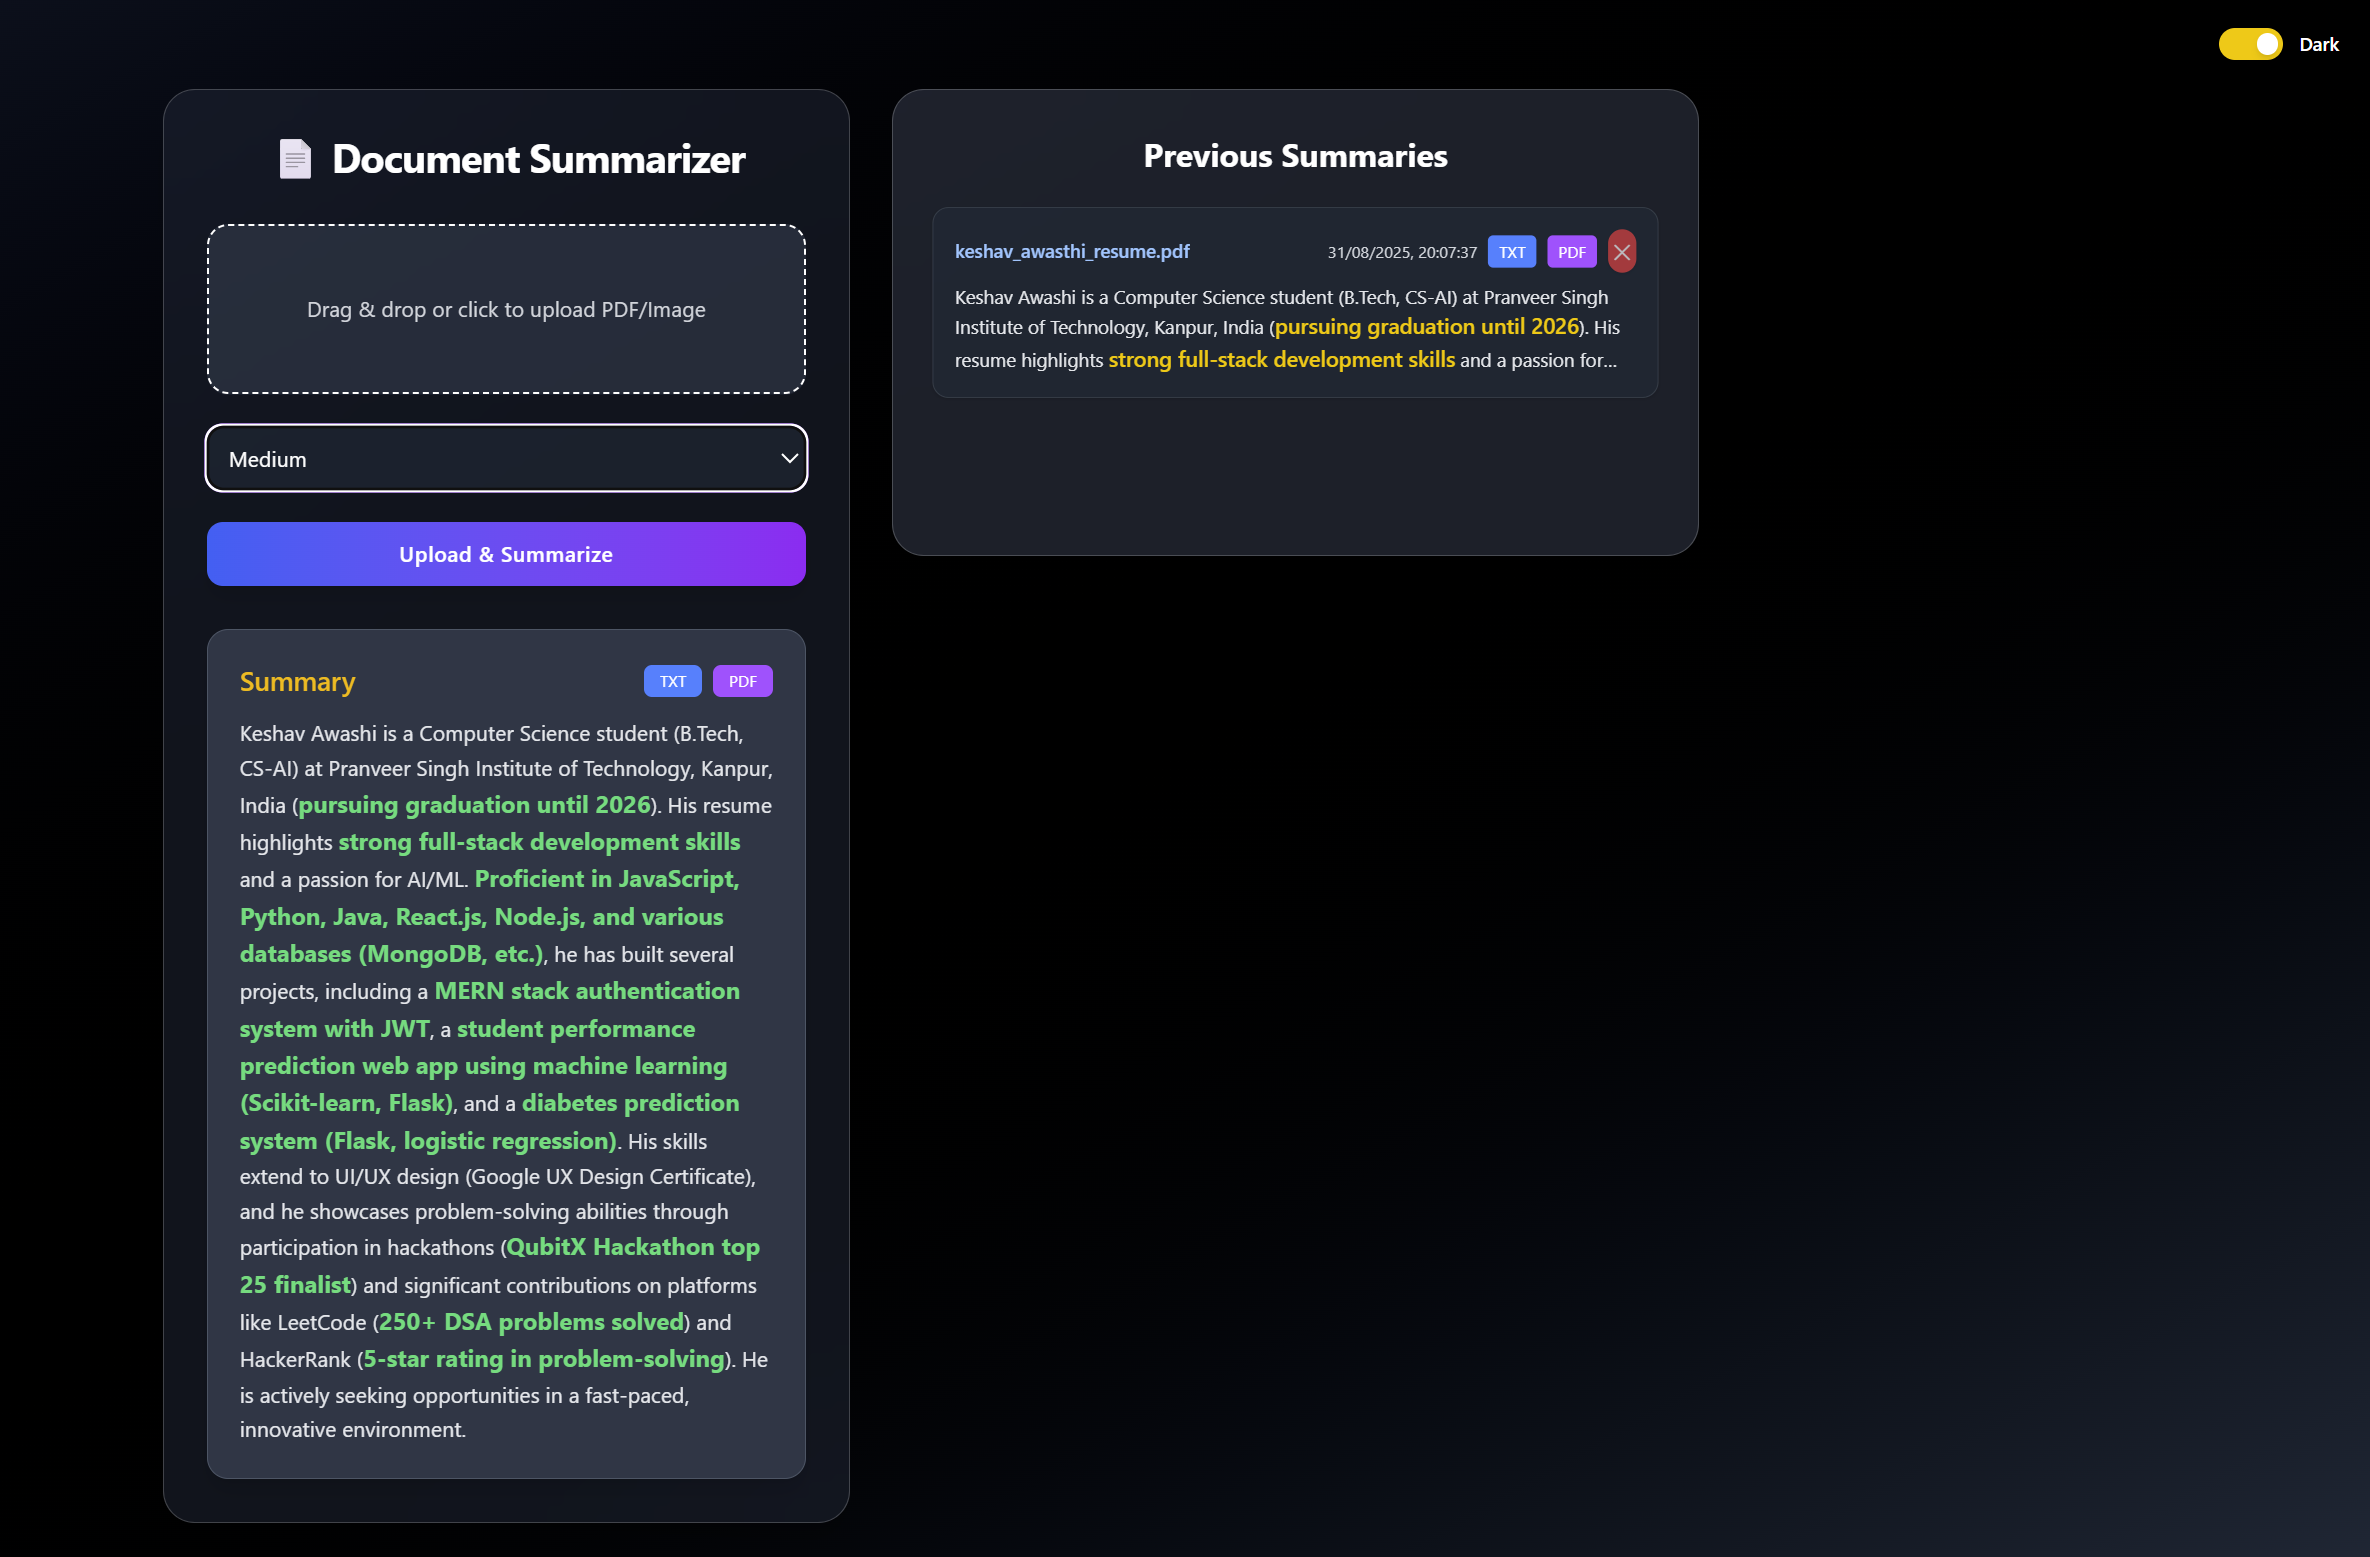 Dark
Document Summarizer
Drag & drop or click to upload PDF/Image
Medium
Upload & Summarize
Summary TXT PDF
Keshav Awashi is a Computer Science student (B.Tech,
CS-AI) at Pranveer Singh Institute of Technology, Kanpur,
India (pursuing graduation until 2026). His resume
highlights strong full-stack development skills
and a passion for AI/ML. Proficient in JavaScript,
Python, Java, React.js, Node.js, and various
databases (MongoDB, etc.), he has built several
projects, including a MERN stack authentication
system with JWT, a student performance
prediction web app using machine learning
(Scikit-learn, Flask), and a diabetes prediction
system (Flask, logistic regression). His skills
extend to UI/UX design (Google UX Design Certificate),
and he showcases problem-solving abilities through
participation in hackathons (QubitX Hackathon top
25 finalist) and significant contributions on platforms
like LeetCode (250+ DSA problems solved) and
HackerRank (5-star rating in problem-solving). He
is actively seeking opportunities in a fast-paced,
innovative environment.
Previous Summaries
keshav_awasthi_resume.pdf 31/08/2025, 20:07:37 TXT PDF
Keshav Awashi is a Computer Science student (B.Tech, CS-AI) at Pranveer Singh
Institute of Technology, Kanpur, India (pursuing graduation until 2026). His
resume highlights strong full-stack development skills and a passion for...